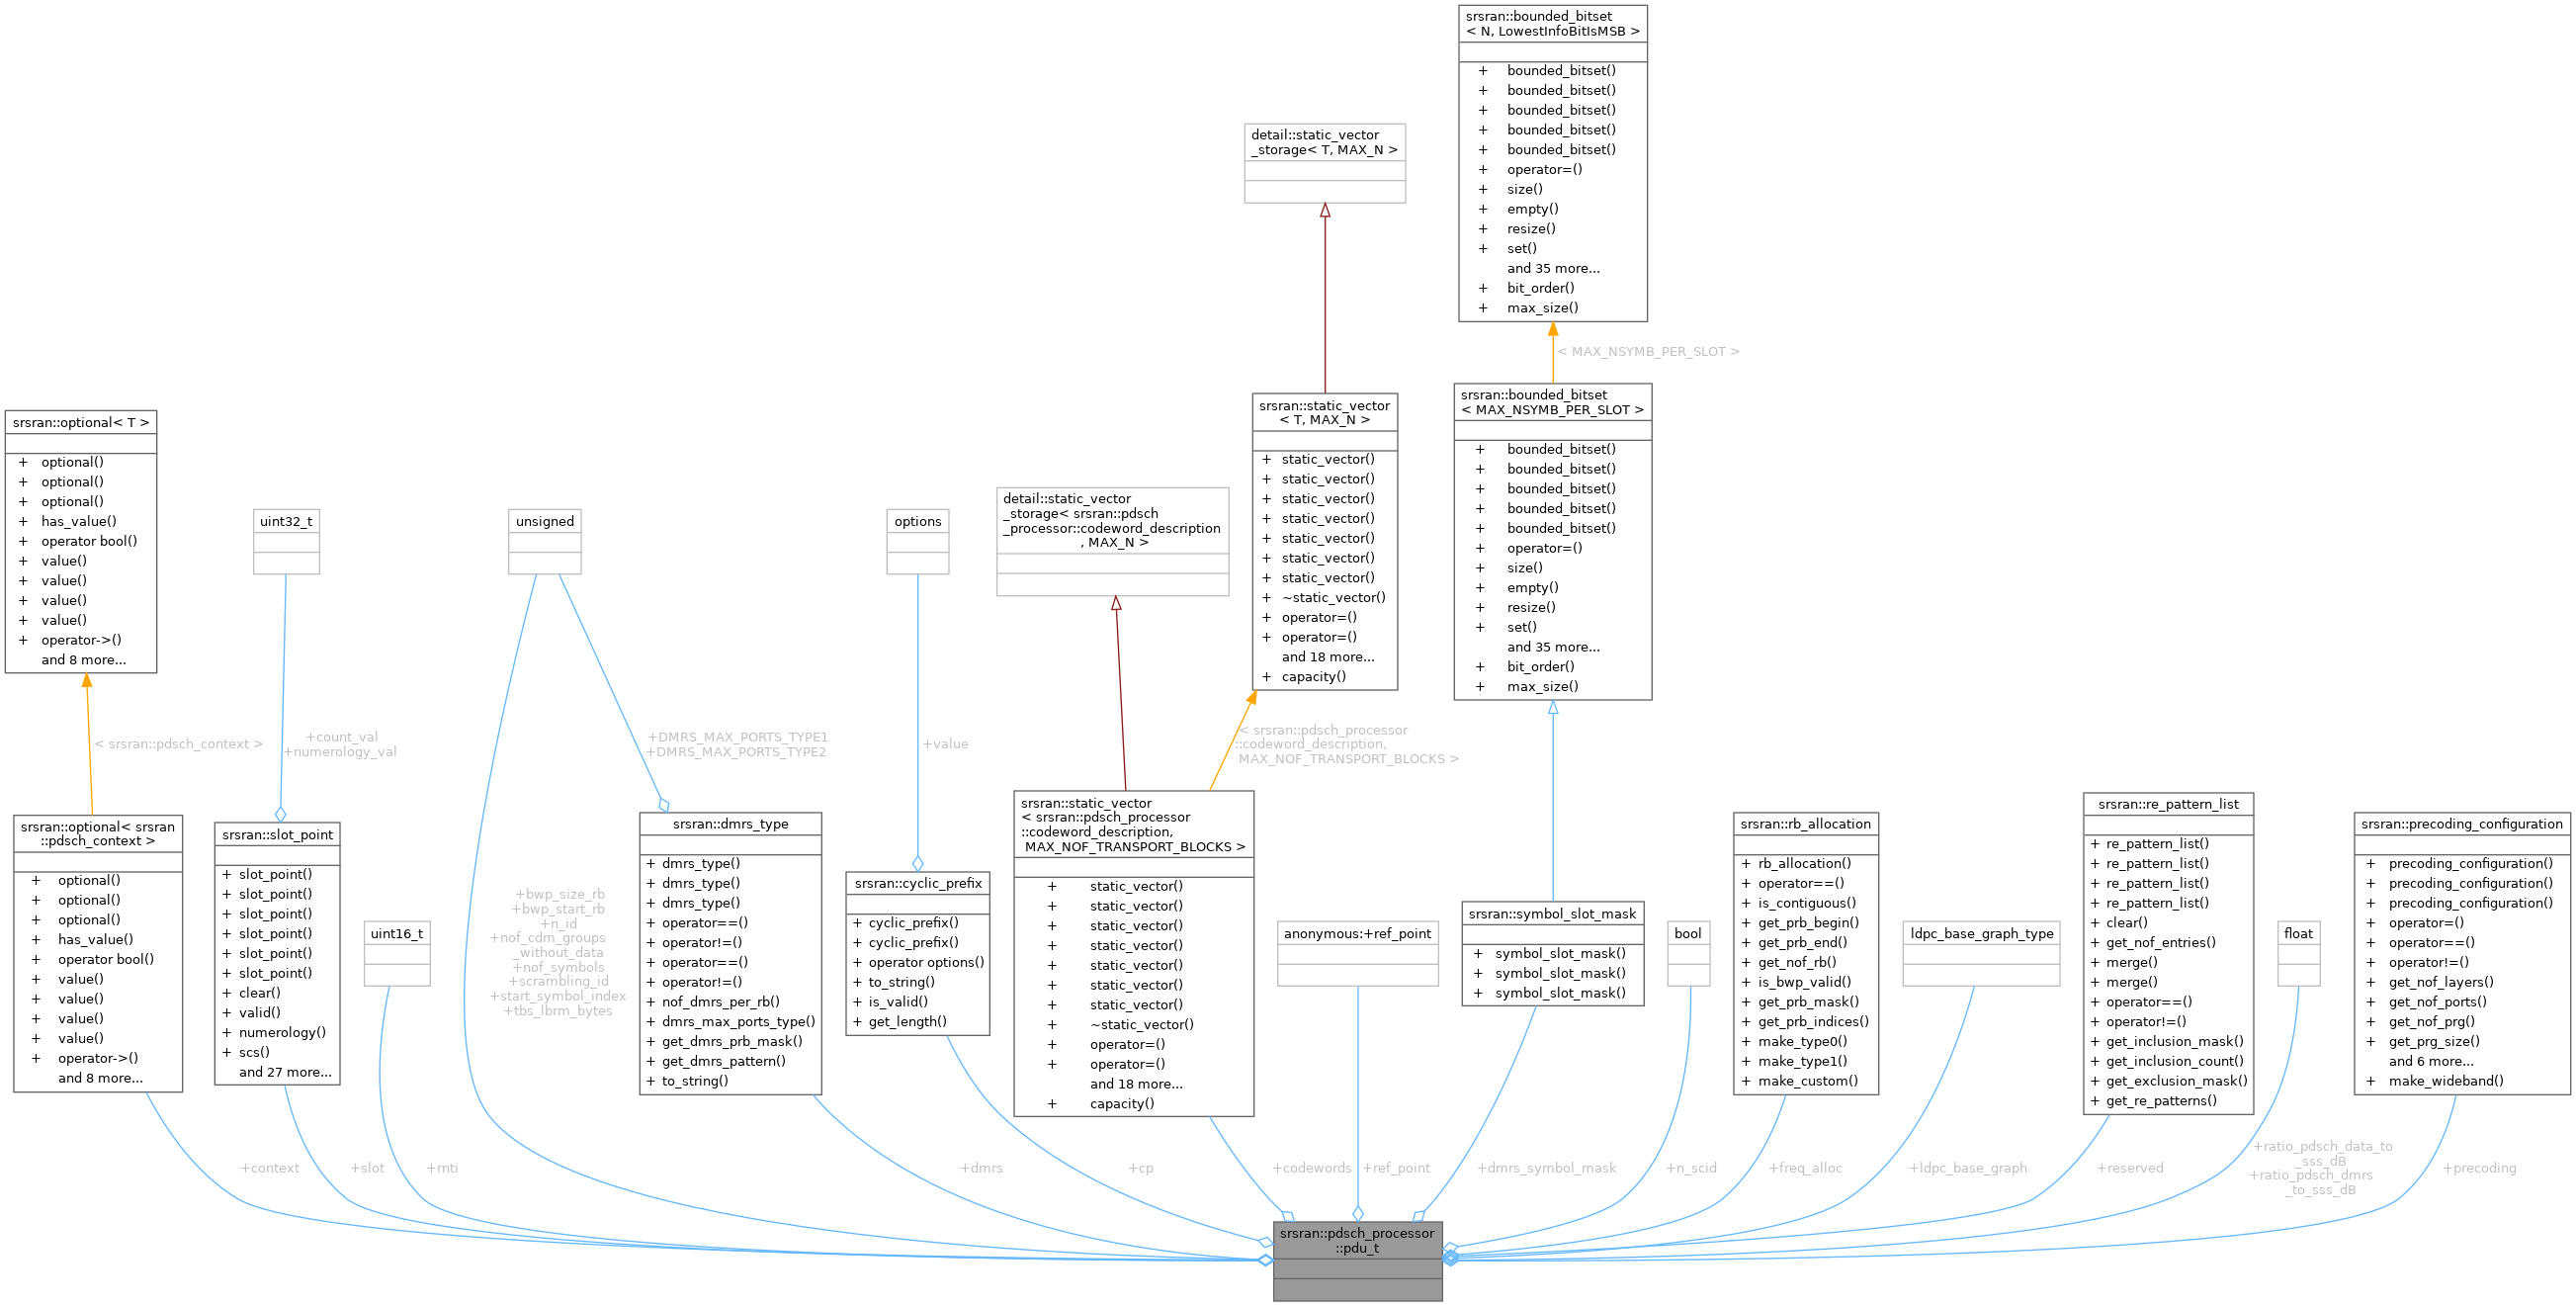 srsran::bounded_bitset
< N, LowestInfoBitIsMSB >
+ bounded_bitset()
+ bounded_bitset()
+ bounded_bitset()
+ bounded_bitset()
+ bounded_bitset()
+ operator=()
+ size()
+ empty()
+ resize()
+ set()
and 35 more...
+ bit_order()
+ max_size()
detail::static_vector
_storage< T, MAX_N >
< MAX_NSYMB_PER_SLOT >
srsran::optional< T >
+ optional()
+ optional()
+ optional()
+ has_value()
+ operator bool()
+ value()
+ value()
+ value()
+ value()
+ operator->()
and 8 more...
uint32_t
unsigned
options
detail::static_vector
_storage< srsran::pdsch
_processor::codeword_description
, MAX_N >
srsran::static_vector
< T, MAX_N >
+ static_vector()
+ static_vector()
+ static_vector()
+ static_vector()
+ static_vector()
+ static_vector()
+ static_vector()
+ ~static_vector()
+ operator=()
+ operator=()
and 18 more...
+ capacity()
srsran::bounded_bitset
< MAX_NSYMB_PER_SLOT >
+ bounded_bitset()
+ bounded_bitset()
+ bounded_bitset()
+ bounded_bitset()
+ bounded_bitset()
+ operator=()
+ size()
+ empty()
+ resize()
+ set()
and 35 more...
+ bit_order()
+ max_size()
< srsran::pdsch_context >
+count_val
+numerology_val
+DMRS_MAX_PORTS_TYPE1
+DMRS_MAX_PORTS_TYPE2
+value
< srsran::pdsch_processor
::codeword_description,
MAX_NOF_TRANSPORT_BLOCKS >
srsran::optional< srsran
::pdsch_context >
+ optional()
+ optional()
+ optional()
+ has_value()
+ operator bool()
+ value()
+ value()
+ value()
+ value()
+ operator->()
and 8 more...
srsran::slot_point
+ slot_point()
+ slot_point()
+ slot_point()
+ slot_point()
+ slot_point()
+ slot_point()
+ clear()
+ valid()
+ numerology()
+ scs()
and 27 more...
uint16_t
+bwp_size_rb
+bwp_start_rb
+n_id
+nof_cdm_groups
_without_data
+nof_symbols
+scrambling_id
+start_symbol_index
+tbs_lbrm_bytes
srsran::dmrs_type
+ dmrs_type()
+ dmrs_type()
+ dmrs_type()
+ operator==()
+ operator!=()
+ operator==()
+ operator!=()
+ nof_dmrs_per_rb()
+ dmrs_max_ports_type()
+ get_dmrs_prb_mask()
+ get_dmrs_pattern()
+ to_string()
srsran::cyclic_prefix
+ cyclic_prefix()
+ cyclic_prefix()
+ operator options()
+ to_string()
+ is_valid()
+ get_length()
srsran::static_vector
< srsran::pdsch_processor
::codeword_description,
MAX_NOF_TRANSPORT_BLOCKS >
+ static_vector()
+ static_vector()
+ static_vector()
+ static_vector()
+ static_vector()
+ static_vector()
+ static_vector()
+ ~static_vector()
+ operator=()
+ operator=()
and 18 more...
+ capacity()
anonymous:+ref_point
srsran::symbol_slot_mask
+ symbol_slot_mask()
+ symbol_slot_mask()
+ symbol_slot_mask()
bool
srsran::rb_allocation
+ rb_allocation()
+ operator==()
+ is_contiguous()
+ get_prb_begin()
+ get_prb_end()
+ get_nof_rb()
+ is_bwp_valid()
+ get_prb_mask()
+ get_prb_indices()
+ make_type0()
+ make_type1()
+ make_custom()
ldpc_base_graph_type
srsran::re_pattern_list
+ re_pattern_list()
+ re_pattern_list()
+ re_pattern_list()
+ re_pattern_list()
+ clear()
+ get_nof_entries()
+ merge()
+ merge()
+ operator==()
+ operator!=()
+ get_inclusion_mask()
+ get_inclusion_count()
+ get_exclusion_mask()
+ get_re_patterns()
float
srsran::precoding_configuration
+ precoding_configuration()
+ precoding_configuration()
+ precoding_configuration()
+ operator=()
+ operator==()
+ operator!=()
+ get_nof_layers()
+ get_nof_ports()
+ get_nof_prg()
+ get_prg_size()
and 6 more...
+ make_wideband()
+context
+slot
+rnti
+dmrs
+cp
+codewords
+ref_point
+dmrs_symbol_mask
+n_scid
+freq_alloc
+ldpc_base_graph
+reserved
+ratio_pdsch_data_to
_sss_dB
+ratio_pdsch_dmrs
_to_sss_dB
+precoding
srsran::pdsch_processor
::pdu_t